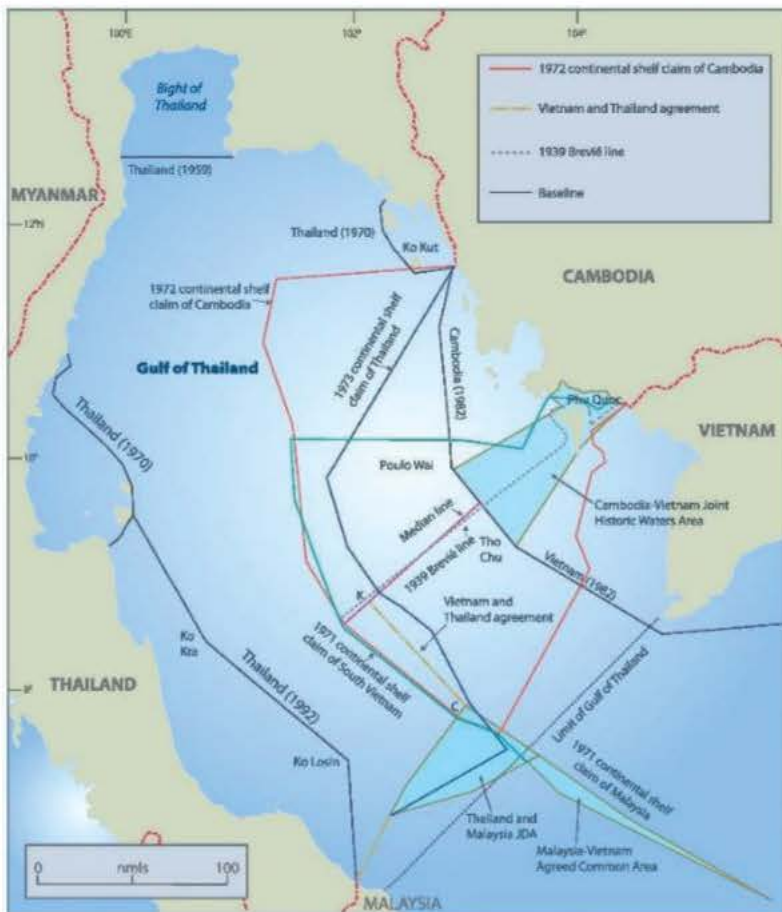 100°E
102°
104°
Bight of
Thailand
1972 continental shelf claim of Cambodia
Vietnam and Thailand agreement
1939 Brevié line
Baseline
Thailand (1959)
MYANMAR
12°N
Thailand (1970)
Ko Kut
CAMBODIA
1972 continental shelf
claim of Cambodia
1973 continental shelf
claim of Thailand
Cambodia (1982)
Gulf of Thailand
Phu Quoc
VIETNAM
Thailand (1970)
10°
Poulo Wai
Cambodia-Vietnam Joint
Historic Waters Area
Median line
1939 Brevié line
Tho
Chu
Vietnam (1982)
K
Vietnam and
Thailand agreement
1971 continental shelf
claim of South Vietnam
Ko
Kra
THAILAND
8°
Thailand (1992)
C
Limit of Gulf of Thailand
1971 continental shelf
claim of Malaysia
Ko Losin
Thailand and
Malaysia JDA
Malaysia-Vietnam
Agreed Common Area
0 nmls 100
MALAYSIA